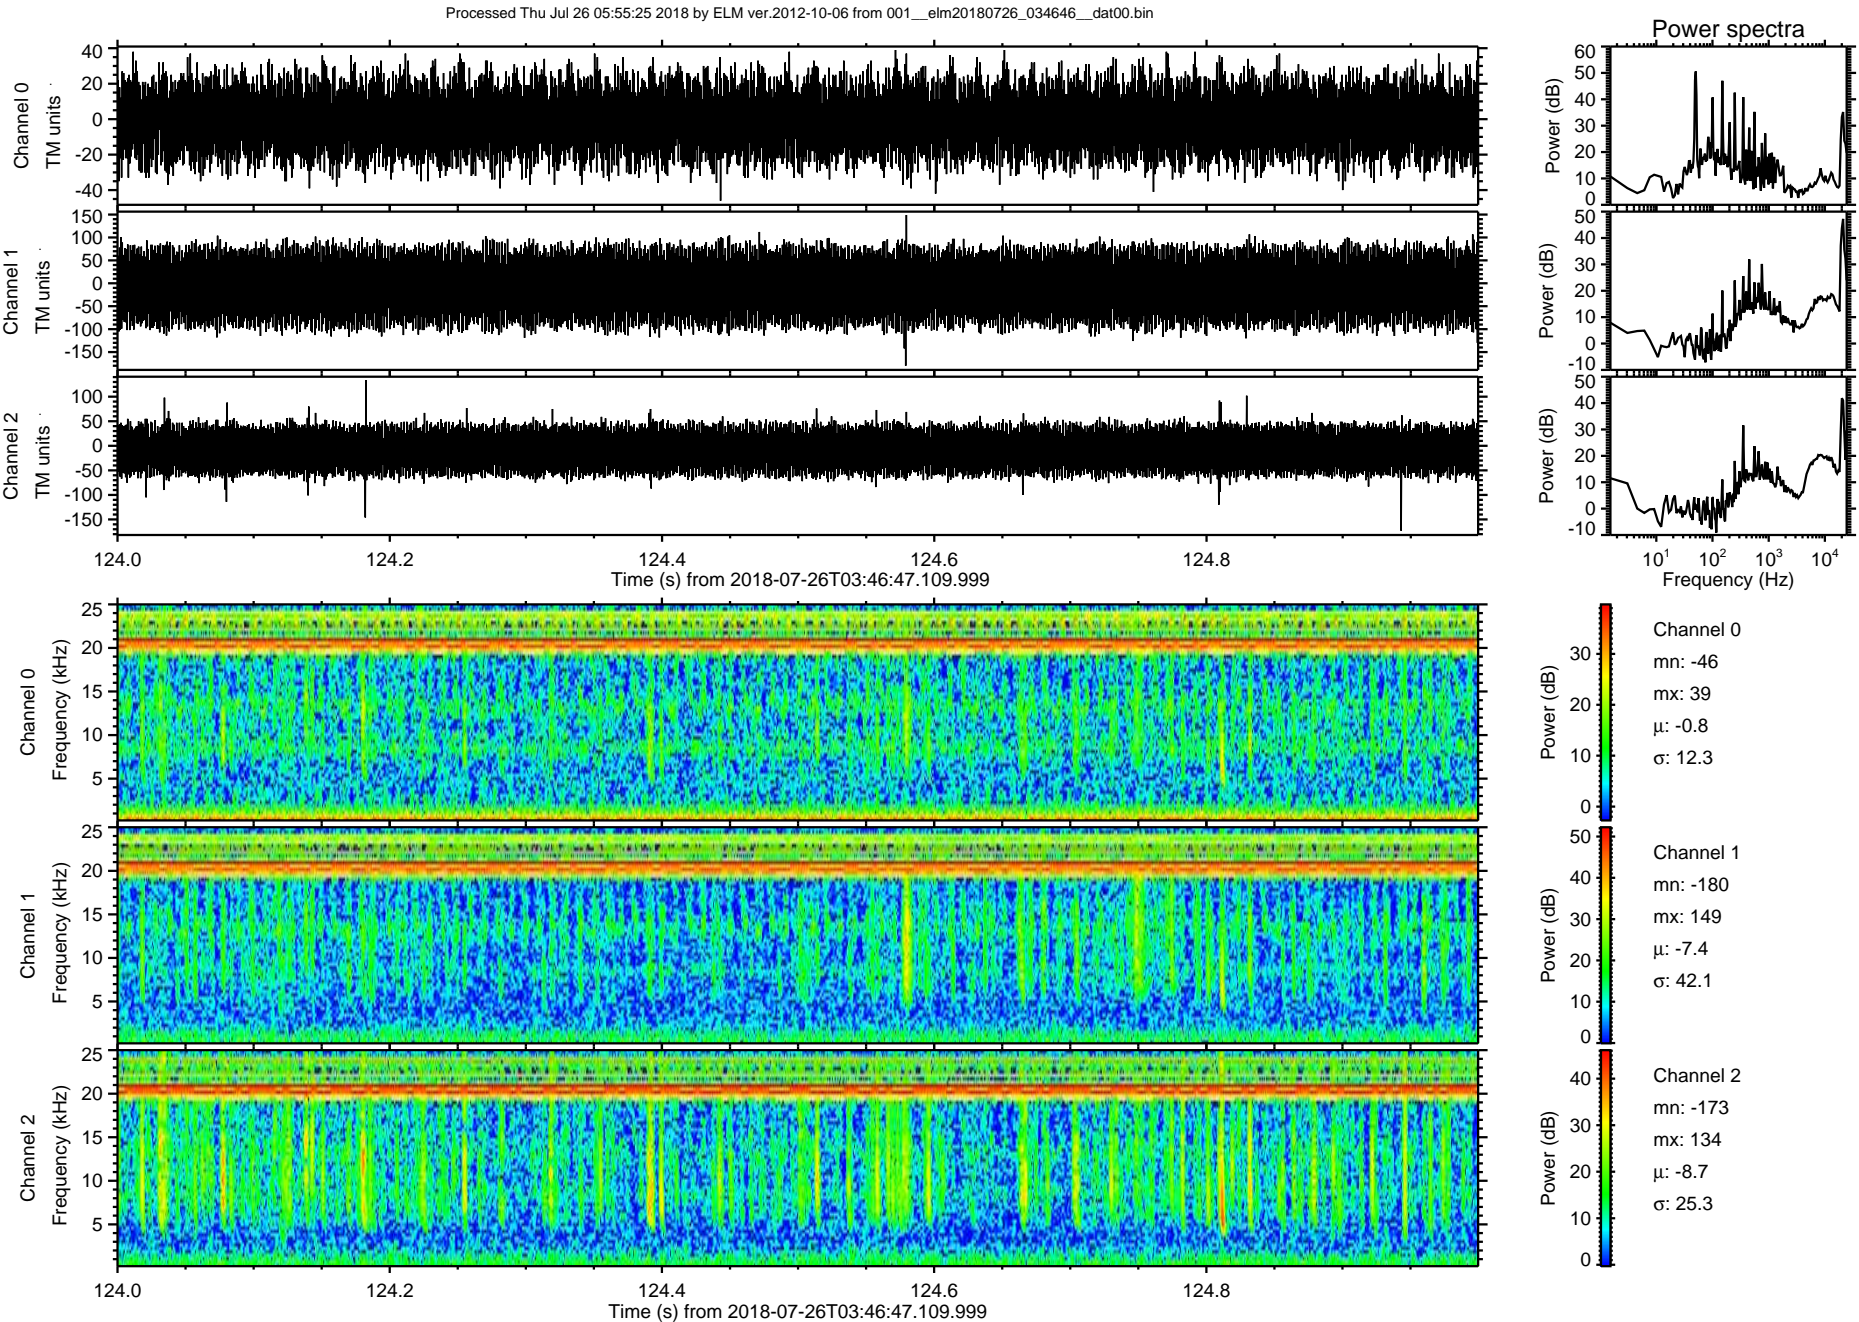 Processed Thu Jul 26 05:55:25 2018 by ELM ver.2012-10-06 from 001__elm20180726_034646__dat00.bin
Power spectra
Channel 0
TM units
40
20
0
-20
-40
Power (dB)
60
50
40
30
20
10
0
Channel 1
TM units
150
100
50
0
-50
-100
-150
Power (dB)
50
40
30
20
10
0
-10
Channel 2
TM units
100
50
0
-50
-100
-150
Power (dB)
50
40
30
20
10
0
-10
124.0 124.2 124.4 124.6 124.8
Time (s) from 2018-07-26T03:46:47.109.999
10¹ 10² 10³ 10⁴
Frequency (Hz)
Channel 0
Frequency (kHz)
25
20
15
10
5
Power (dB)
30
20
10
0
Channel 0
mn: -46
mx: 39
μ: -0.8
σ: 12.3
Channel 1
Frequency (kHz)
25
20
15
10
5
Power (dB)
50
40
30
20
10
0
Channel 1
mn: -180
mx: 149
μ: -7.4
σ: 42.1
Channel 2
Frequency (kHz)
25
20
15
10
5
Power (dB)
40
30
20
10
0
Channel 2
mn: -173
mx: 134
μ: -8.7
σ: 25.3
124.0 124.2 124.4 124.6 124.8
Time (s) from 2018-07-26T03:46:47.109.999